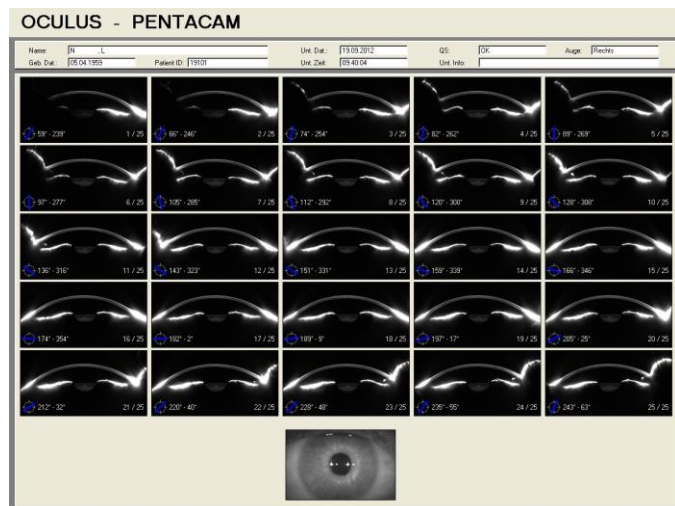 OCULUS - PENTACAM
Name: N , L Unt. Dat.: 19.09.2012 QS: OK Auge: Rechts
Geb. Dat.: 05.04.1959 Patient ID: 19101 Unt. Zeit: 09:40:04 Unt. Info:
59° - 239° 1 / 25 66° - 246° 2 / 25 74° - 254° 3 / 25 82° - 262° 4 / 25 89° - 269° 5 / 25
97° - 277° 6 / 25 105° - 285° 7 / 25 112° - 292° 8 / 25 120° - 300° 9 / 25 128° - 308° 10 / 25
136° - 316° 11 / 25 143° - 323° 12 / 25 151° - 331° 13 / 25 159° - 339° 14 / 25 166° - 346° 15 / 25
174° - 354° 16 / 25 182° - 2° 17 / 25 189° - 9° 18 / 25 197° - 17° 19 / 25 205° - 25° 20 / 25
212° - 32° 21 / 25 220° - 40° 22 / 25 228° - 48° 23 / 25 235° - 55° 24 / 25 243° - 63° 25 / 25